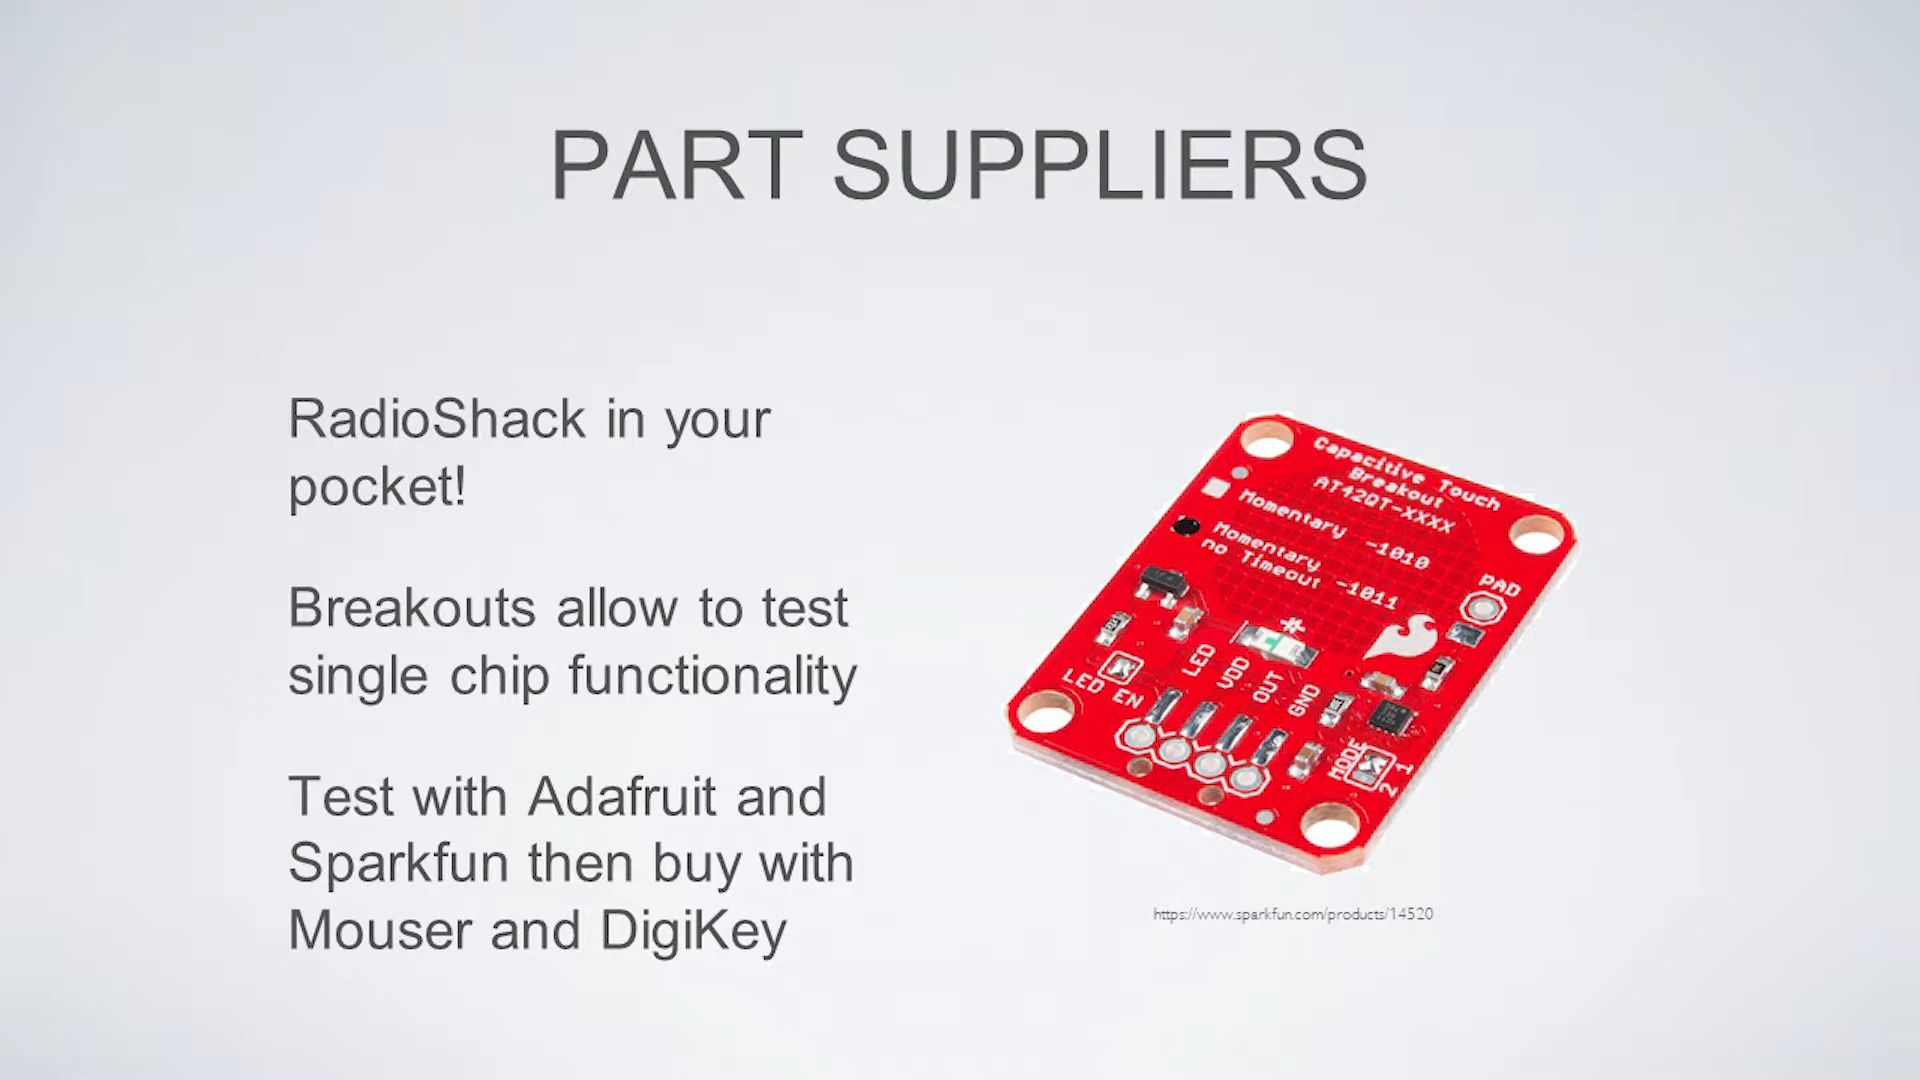 PART SUPPLIERS
RadioShack in your
pocket!
Breakouts allow to test
single chip functionality
Test with Adafruit and
Sparkfun then buy with
Mouser and DigiKey
Capacitive Touch
Breakout
AT42QT-XXXX
Momentary -1010
Momentary
no Timeout -1011
PAD
LED
VDD
OUT
GND
LED EN
MODE
1
2
https://www.sparkfun.com/products/14520